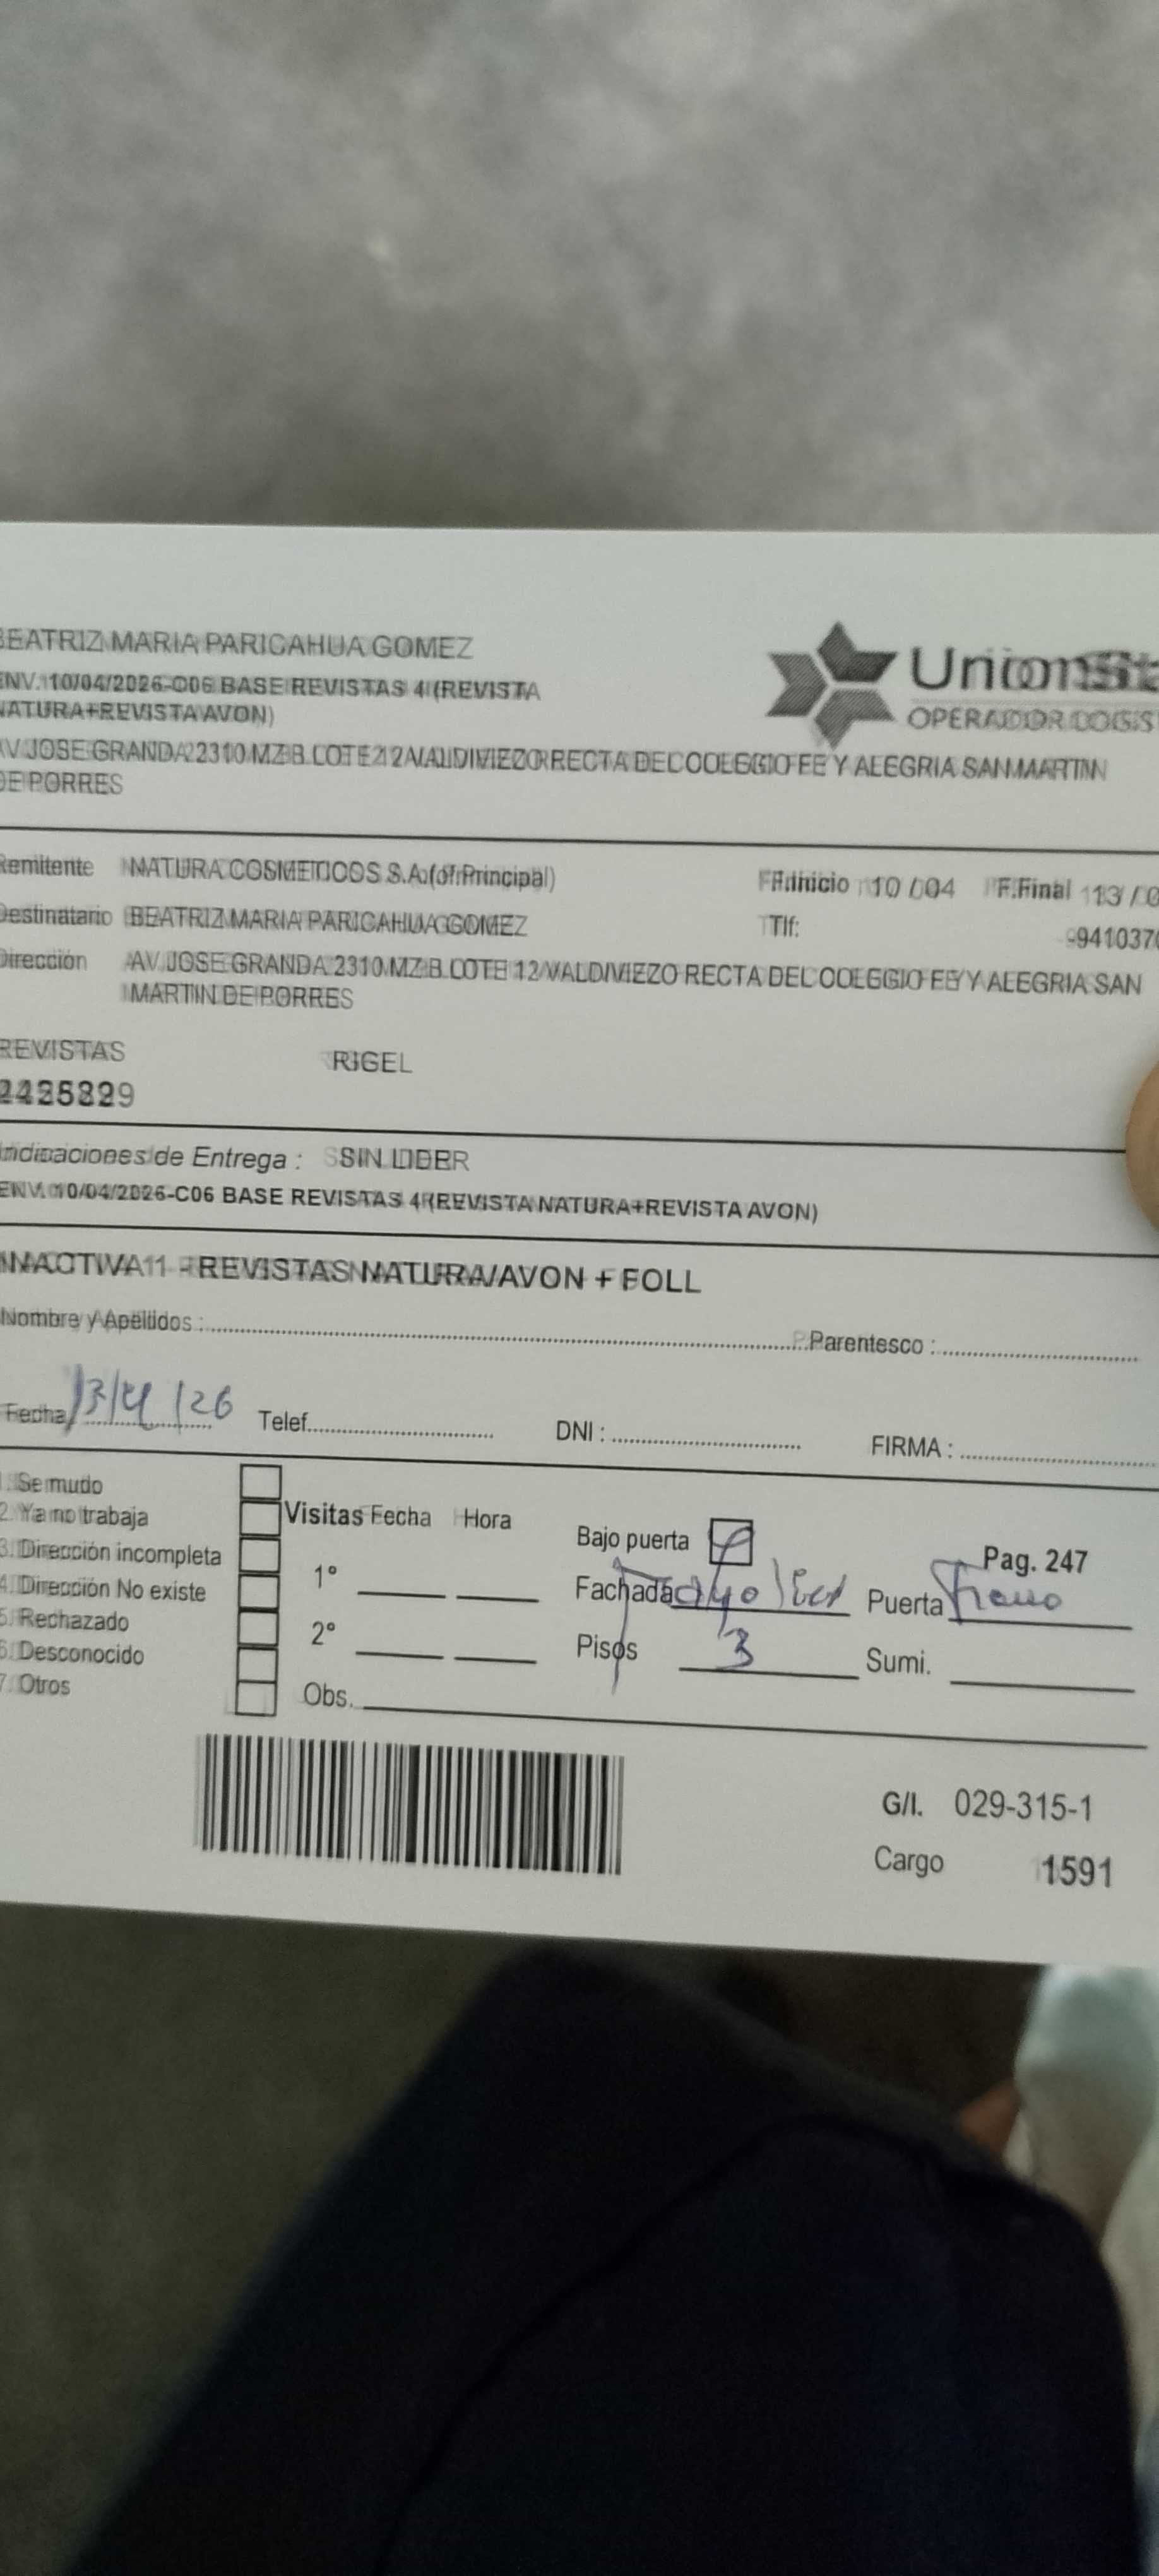 BEATRIZ MARIA PARICAHUA GOMEZ
ENV. 10/04/2026-C06 BASE REVISTAS 4 (REVISTA
NATURA+REVISTA AVON)
AV JOSE GRANDA 2310 MZ B LOTE 12 VALDIVIEZO RECTA DEL COLEGIO FE Y ALEGRIA SAN MARTIN
DE PORRES
OPERADOR LOGIS
Remitente NATURA COSMETICOS S.A.(of.Principal) F.Inicio 10 / 04 F.Final 13 / 0
Destinatario BEATRIZ MARIA PARICAHUA GOMEZ Tlf: 941037
Dirección AV JOSE GRANDA 2310 MZ B LOTE 12 VALDIVIEZO RECTA DEL COLEGIO FE Y ALEGRIA SAN
MARTIN DE PORRES
REVISTAS RIGEL
Indicaciones de Entrega : SIN LIDER
ENV. 10/04/2026-C06 BASE REVISTAS 4 (REVISTA NATURA+REVISTA AVON)
INACTIVA1 - REVISTAS NATURA/AVON + FOLL
Nombre y Apellidos : Parentesco :
Fecha 13/4/26 Telef. DNI : FIRMA :
1. Se mudo
2. Ya no trabaja
3. Dirección incompleta
4. Dirección No existe
5. Rechazado
6. Desconocido
7. Otros
Visitas Fecha Hora
1°
2°
Obs.
Bajo puerta Pag. 247
Fachada Puerta
Pisos 3 Sumi.
G/I. 029-315-1
Cargo 1591